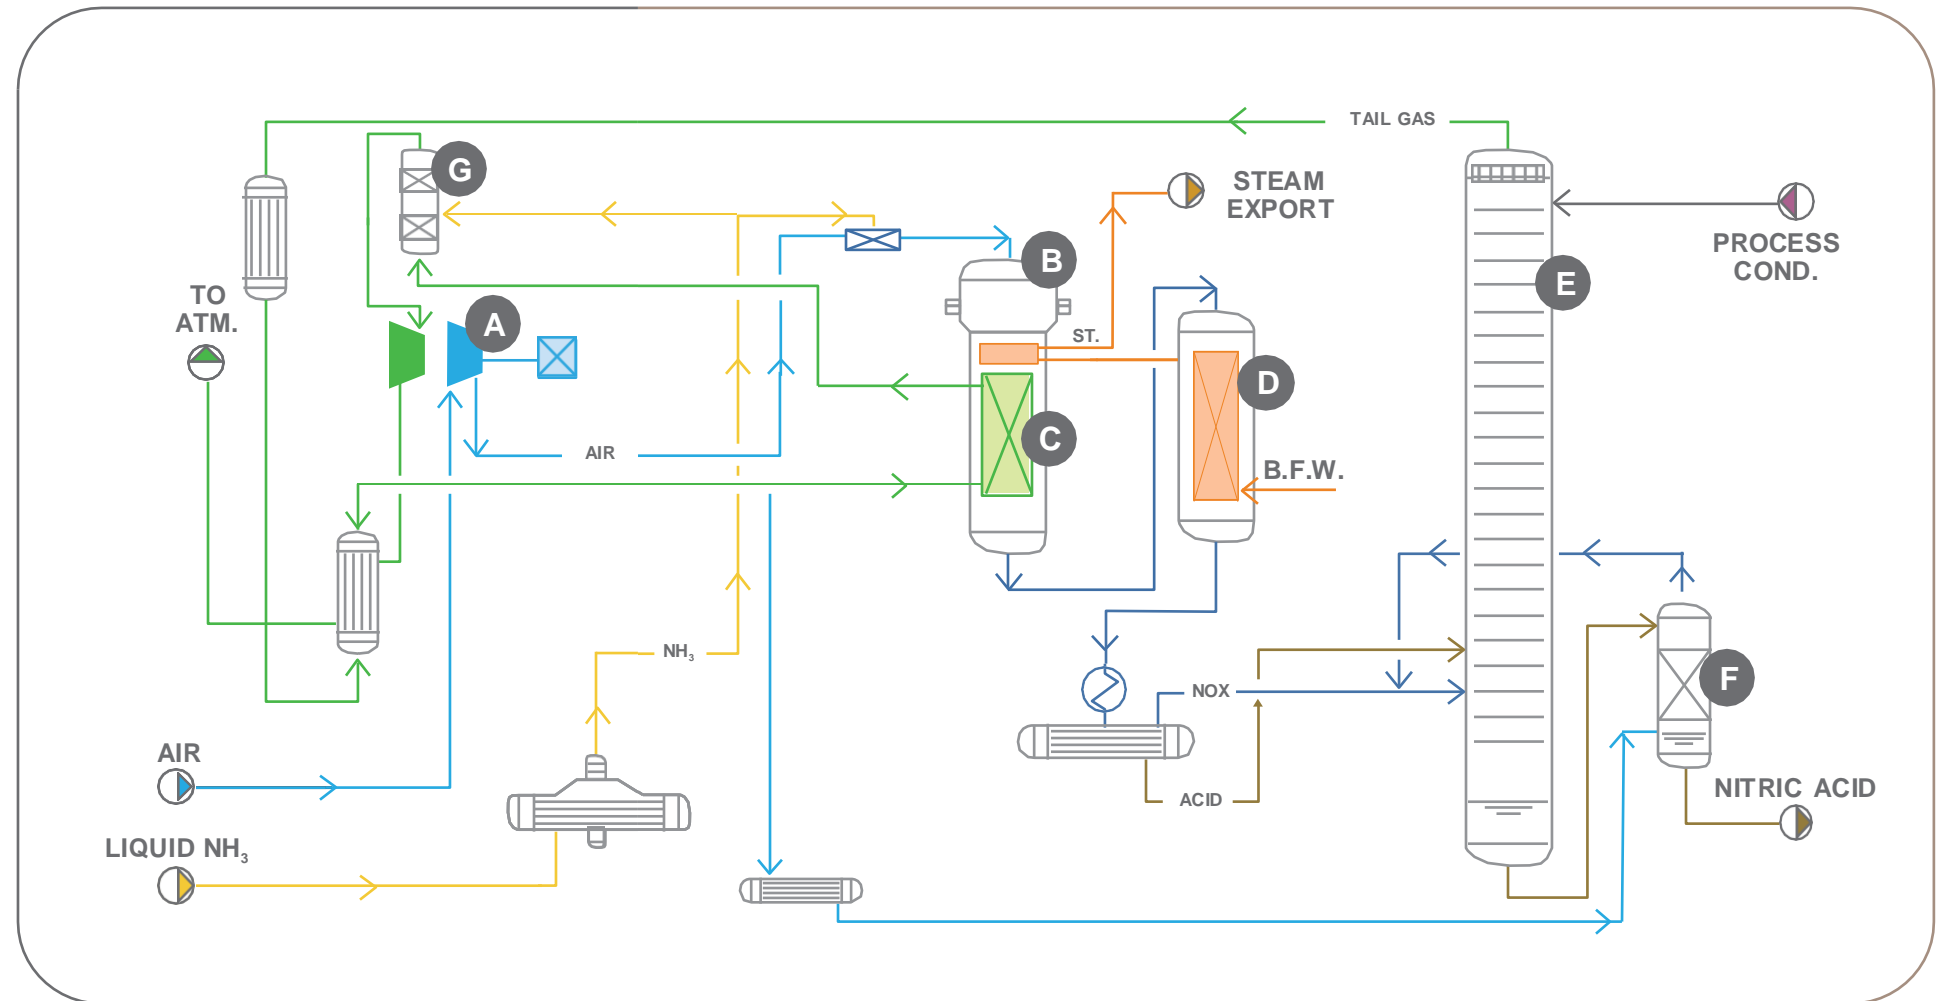 TAIL GAS
G
STEAM
EXPORT
PROCESS
COND.
B
E
TO
ATM.
A
ST.
D
C
AIR
B.F.W.
NH₃
NOX
F
AIR
ACID
NITRIC ACID
LIQUID NH₃